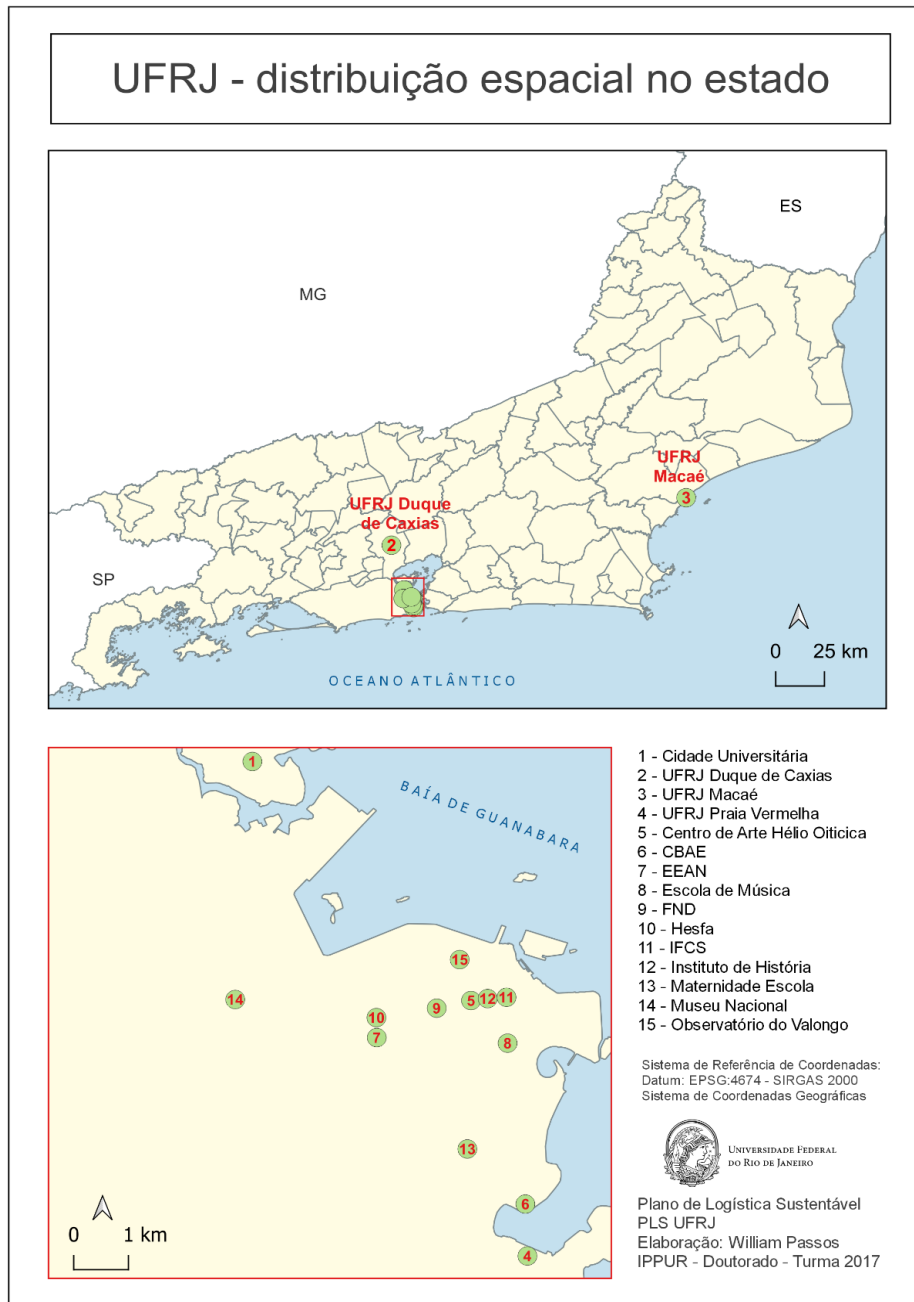 UFRJ - distribuição espacial no estado
ES
MG
UFRJ
Macaé
3
UFRJ Duque
de Caxias
2
SP
0 25 km
OCEANO ATLÂNTICO
1
BAÍA DE GUANABARA
15
14
5
12
11
9
10
7
8
13
6
4
0 1 km
1 - Cidade Universitária
2 - UFRJ Duque de Caxias
3 - UFRJ Macaé
4 - UFRJ Praia Vermelha
5 - Centro de Arte Hélio Oiticica
6 - CBAE
7 - EEAN
8 - Escola de Música
9 - FND
10 - Hesfa
11 - IFCS
12 - Instituto de História
13 - Maternidade Escola
14 - Museu Nacional
15 - Observatório do Valongo
Sistema de Referência de Coordenadas:
Datum: EPSG:4674 - SIRGAS 2000
Sistema de Coordenadas Geográficas
UNIVERSIDADE FEDERAL
DO RIO DE JANEIRO
Plano de Logística Sustentável
PLS UFRJ
Elaboração: William Passos
IPPUR - Doutorado - Turma 2017